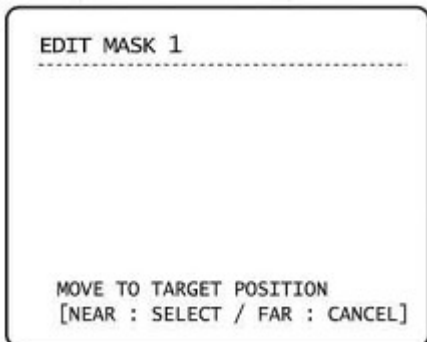 EDIT MASK 1
MOVE TO TARGET POSITION
[NEAR : SELECT / FAR : CANCEL]